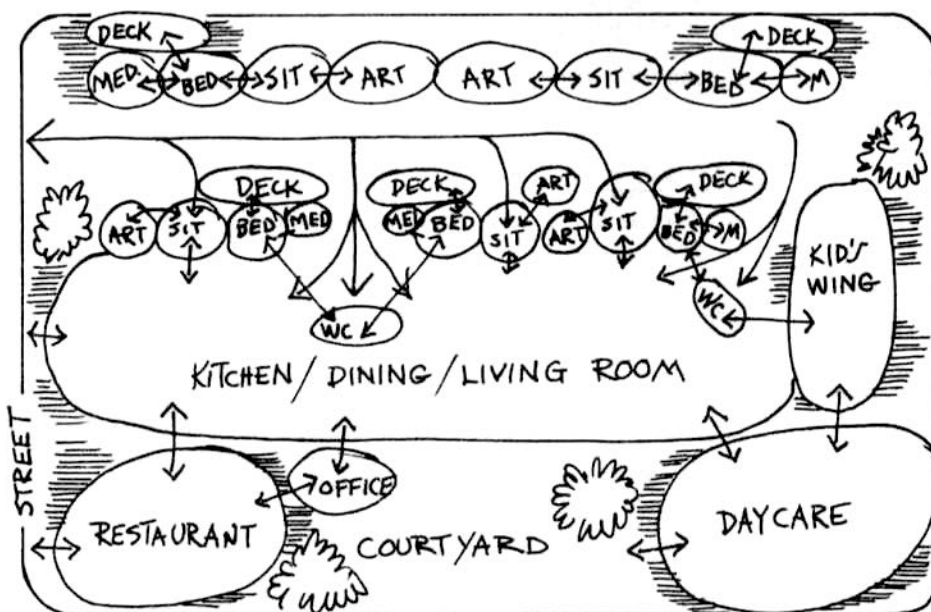 DECK
DECK
MED.
BED
SIT
ART
ART
SIT
BED
M
DECK
DECK
ART
DECK
ART
SIT
BED
MED
MED
BED
SIT
ART
SIT
BED
M
KID'S
WING
WC
WC
KITCHEN / DINING / LIVING ROOM
STREET
OFFICE
RESTAURANT
COURTYARD
DAYCARE